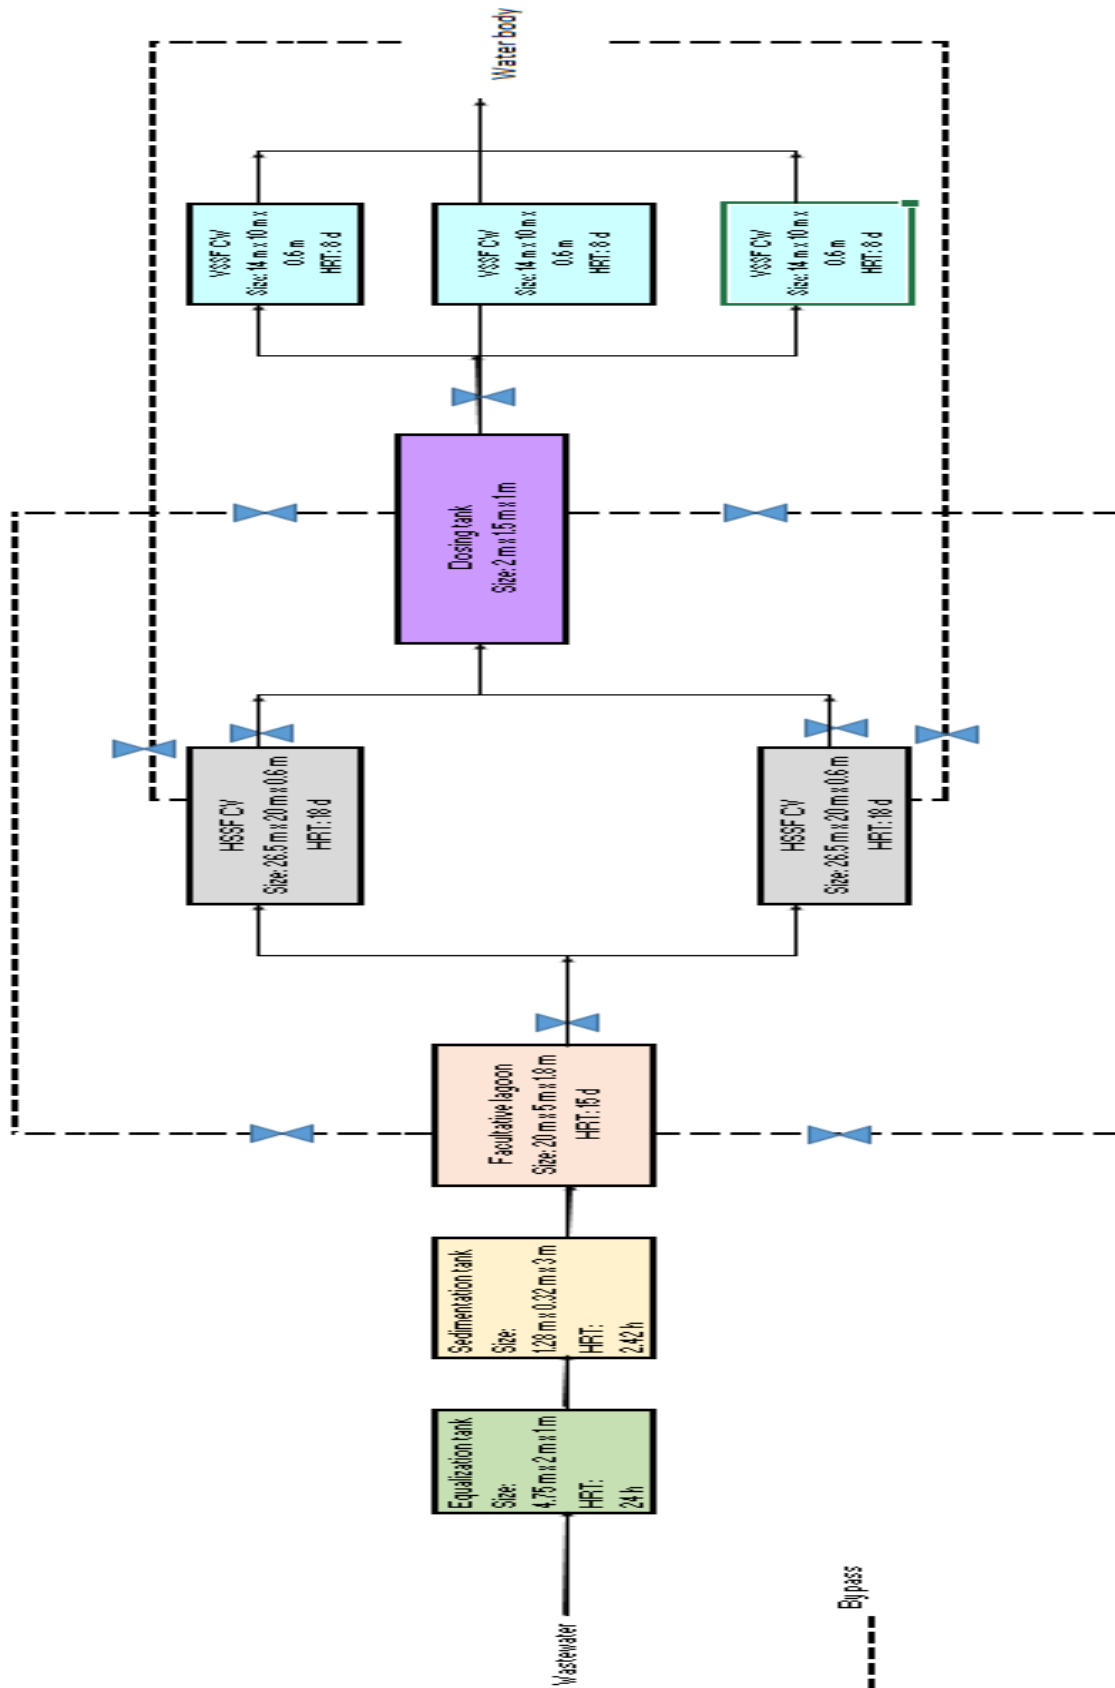 Wastewater
Equalization tank
Size:
4.75 m x 2 m x 1m
HRT:
24 h
Sedimentation tank
Size:
1.28 m x 0.32 m x 3 m
HRT:
2.42 h
Facultative lagoon
Size: 20 m x 5 m x 1.8 m
HRT: 15 d
HSSF CV
Size: 26.5 m x 20 m x 0.6 m
HRT: 18 d
HSSF CV
Size: 26.5 m x 20 m x 0.6 m
HRT: 18 d
Dosing tank
Size: 2 m x 1.5 m x 1m
VSSF CW
Size: 14 m x 10 m x
0.6 m
HRT: 8 d
VSSF CW
Size: 14 m x 10 m x
0.6 m
HRT: 8 d
VSSF CW
Size: 14 m x 10 m x
0.6 m
HRT: 8 d
Water body
Bypass